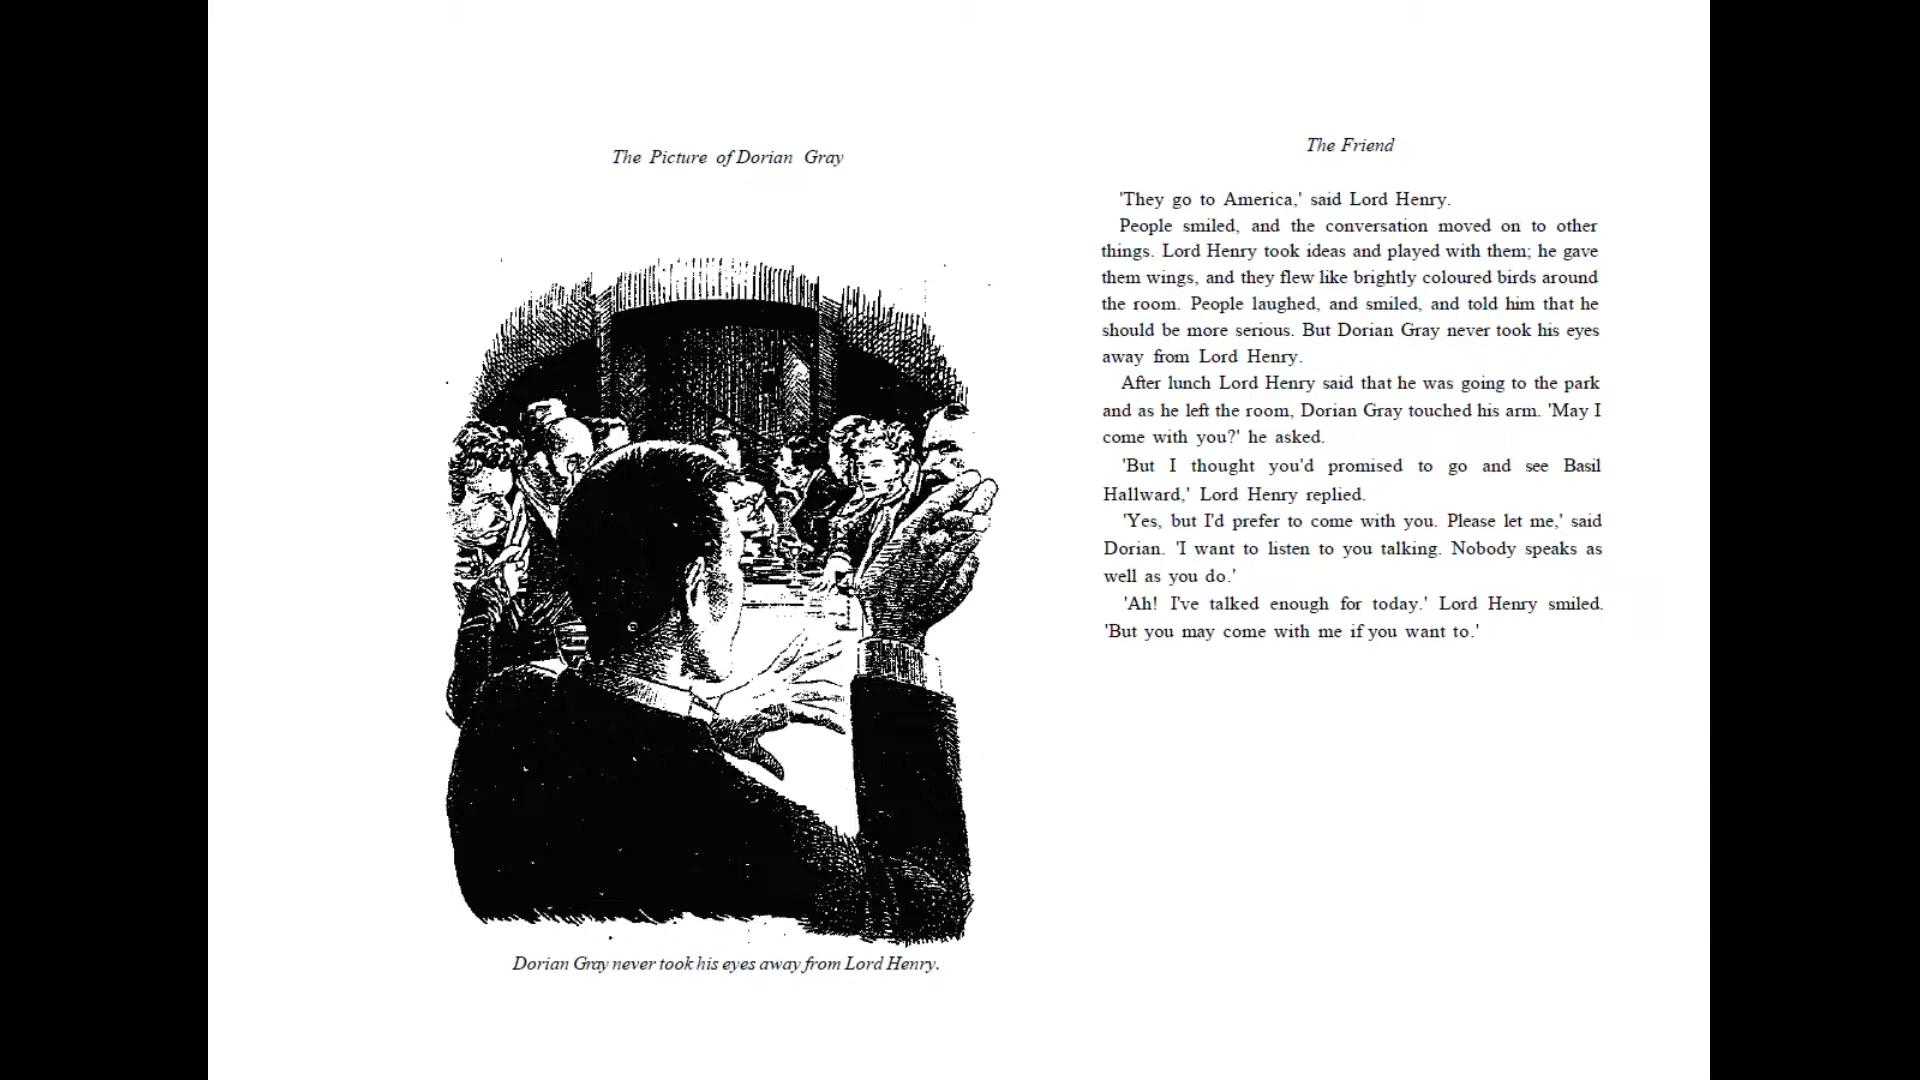 The Picture of Dorian Gray
Dorian Gray never took his eyes away from Lord Henry.
The Friend
'They go to America,' said Lord Henry.
People smiled, and the conversation moved on to other
things. Lord Henry took ideas and played with them; he gave
them wings, and they flew like brightly coloured birds around
the room. People laughed, and smiled, and told him that he
should be more serious. But Dorian Gray never took his eyes
away from Lord Henry.
After lunch Lord Henry said that he was going to the park
and as he left the room, Dorian Gray touched his arm. 'May I
come with you?' he asked.
'But I thought you'd promised to go and see Basil
Hallward,' Lord Henry replied.
'Yes, but I'd prefer to come with you. Please let me,' said
Dorian. 'I want to listen to you talking. Nobody speaks as
well as you do.'
'Ah! I've talked enough for today.' Lord Henry smiled.
'But you may come with me if you want to.'